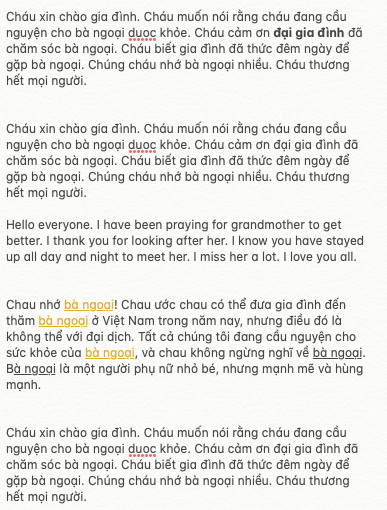 Cháu xin chào gia đình. Cháu muốn nói rằng cháu đang cầu
nguyện cho bà ngoại duọc khỏe. Cháu cảm ơn đại gia đình đã
chăm sóc bà ngoại. Cháu biết gia đình đã thức đêm ngày để
gặp bà ngoại. Chúng cháu nhớ bà ngoại nhiều. Cháu thương
hết mọi người.
Cháu xin chào gia đình. Cháu muốn nói rằng cháu đang cầu
nguyện cho bà ngoại duọc khỏe. Cháu cảm ơn đại gia đình đã
chăm sóc bà ngoại. Cháu biết gia đình đã thức đêm ngày để
gặp bà ngoại. Chúng cháu nhớ bà ngoại nhiều. Cháu thương
hết mọi người.
Hello everyone. I have been praying for grandmother to get
better. I thank you for looking after her. I know you have stayed
up all day and night to meet her. I miss her a lot. I love you all.
Chau nhớ bà ngoại! Chau ước chau có thể đưa gia đình đến
thăm bà ngoại ở Việt Nam trong năm nay, nhưng điều đó là
không thể với đại dịch. Tất cả chúng tôi đang cầu nguyện cho
sức khỏe của bà ngoại, và chau không ngừng nghĩ về bà ngoại.
Bà ngoại là một người phụ nữ nhỏ bé, nhưng mạnh mẽ và hùng
mạnh.
Cháu xin chào gia đình. Cháu muốn nói rằng cháu đang cầu
nguyện cho bà ngoại duọc khỏe. Cháu cảm ơn đại gia đình đã
chăm sóc bà ngoại. Cháu biết gia đình đã thức đêm ngày để
gặp bà ngoại. Chúng cháu nhớ bà ngoại nhiều. Cháu thương
hết mọi người.